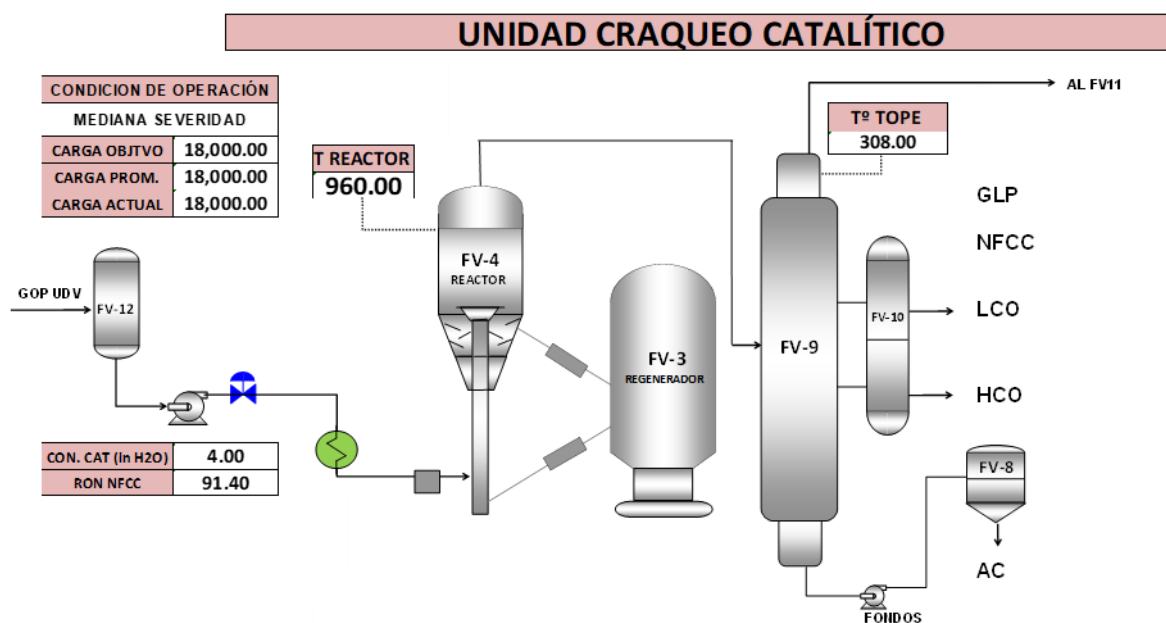 UNIDAD CRAQUEO CATALÍTICO
CONDICION DE OPERACIÓN
MEDIANA SEVERIDAD
CARGA OBJTVO 18,000.00
CARGA PROM. 18,000.00
CARGA ACTUAL 18,000.00
T REACTOR
960.00
Tº TOPE
308.00
AL FV11
GOP UDV
FV-12
FV-4
REACTOR
FV-3
REGENERADOR
FV-9
FV-10
GLP
NFCC
LCO
HCO
CON. CAT (In H2O) 4.00
RON NFCC 91.40
FV-8
AC
FONDOS